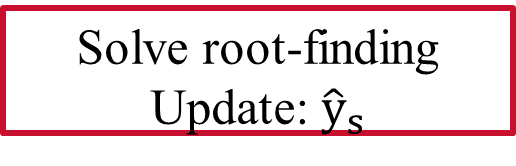 Solve root-finding
Update: ŷₛ